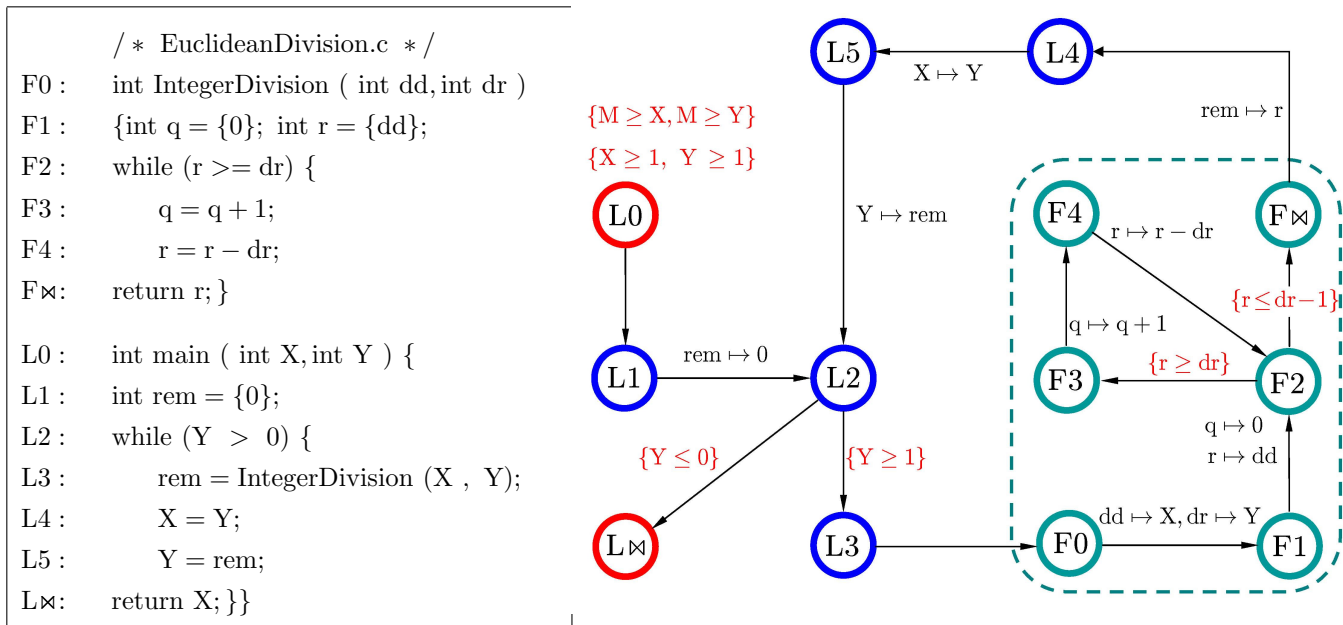 /∗ EuclideanDivision.c ∗/
F0 : int IntegerDivision ( int dd, int dr )
F1 : {int q = {0}; int r = {dd};
F2 : while (r >= dr) {
F3 : q = q + 1;
F4 : r = r − dr;
F⋈: return r; }
L0 : int main ( int X, int Y ) {
L1 : int rem = {0};
L2 : while (Y > 0) {
L3 : rem = IntegerDivision (X , Y);
L4 : X = Y;
L5 : Y = rem;
L⋈: return X; }}
L5
X ↦ Y
L4
{M ≥ X, M ≥ Y}
{X ≥ 1, Y ≥ 1}
rem ↦ r
L0
Y ↦ rem
F4
r ↦ r − dr
F⋈
{r ≤ dr−1}
q ↦ q + 1
L1
rem ↦ 0
L2
F3
{r ≥ dr}
F2
{Y ≤ 0}
{Y ≥ 1}
q ↦ 0
r ↦ dd
L⋈
L3
F0
dd ↦ X, dr ↦ Y
F1